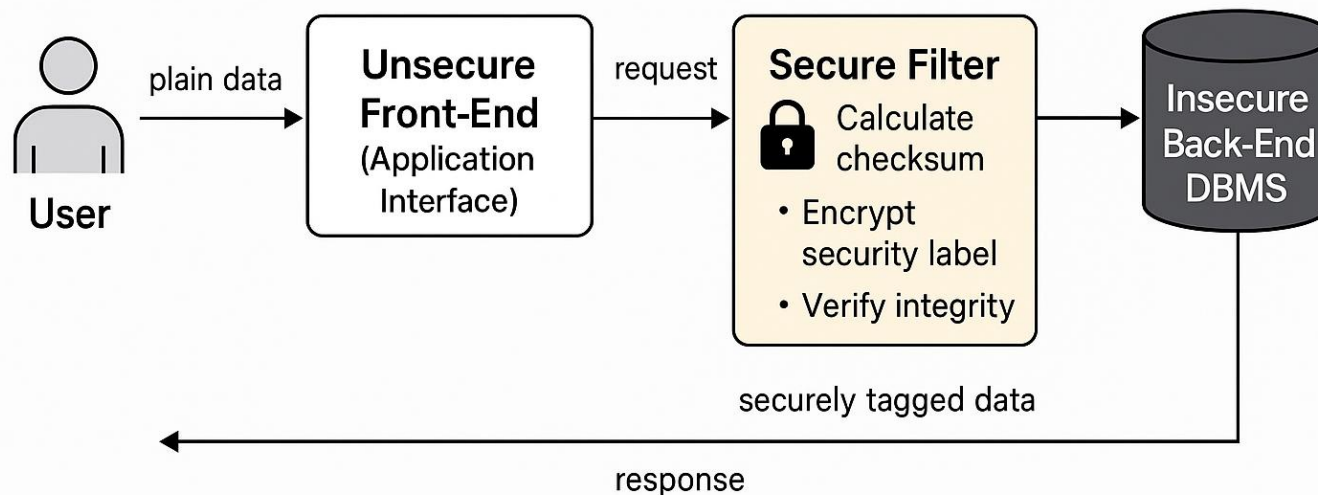 User
plain data
Unsecure
Front-End
(Application
Interface)
request
Secure Filter
Calculate
checksum
• Encrypt
security label
• Verify integrity
Insecure
Back-End
DBMS
securely tagged data
response